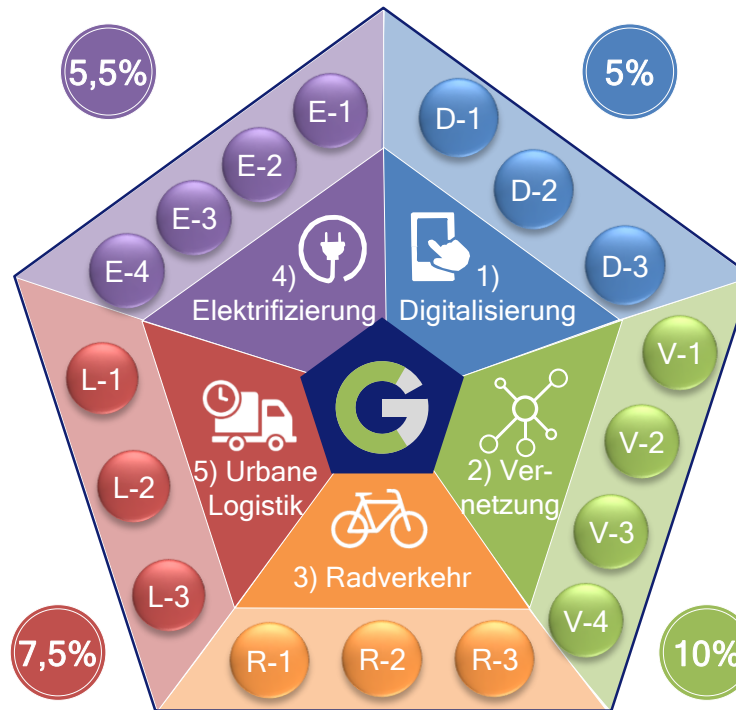 5,5%
5%
E-1
E-2
E-3
E-4
D-1
D-2
D-3
4)
Elektrifizierung
1)
Digitalisierung
L-1
L-2
L-3
V-1
V-2
V-3
V-4
G
5) Urbane
Logistik
2) Ver-
netzung
3) Radverkehr
R-1
R-2
R-3
7,5%
10%